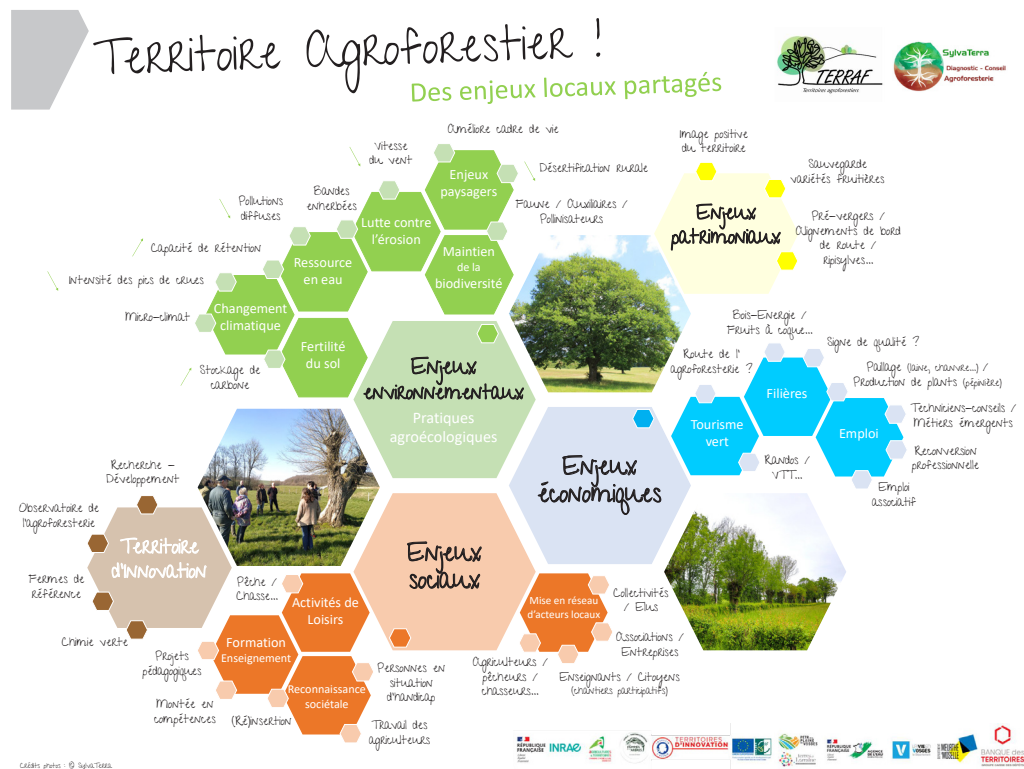 Territoire Agroforestier !
Des enjeux locaux partagés
TERRAF
Territoires agroforestiers
SylvaTerra
Diagnostic - Conseil
Agroforesterie
Améliore cadre de vie
Vitesse
du vent
Enjeux
paysagers
Désertification rurale
Bandes
enherbées
Lutte contre
l'érosion
Faune / Auxiliaires /
Pollinisateurs
Pollutions
diffuses
Maintien
de la
biodiversité
Capacité de rétention
Ressource
en eau
Intensité des pics de crues
Changement
climatique
Micro-climat
Fertilité
du sol
Stockage de
carbone
Image positive
du territoire
Sauvegarde
variétés fruitières
Enjeux
patrimoniaux
Pré-vergers /
Alignements de bord
de route /
ripisylves...
Enjeux
environnementaux
Pratiques
agroécologiques
Bois-Energie /
Fruits à coque...
Signe de qualité ?
Route de l'
agroforesterie ?
Filières
Paillage (laine, chanvre...) /
Production de plants (pépinière)
Tourisme
vert
Emploi
Techniciens-conseils /
Métiers émergents
Reconversion
professionnelle
Randos /
VTT...
Emploi
associatif
Enjeux
économiques
Recherche -
Développement
Observatoire de
l'agroforesterie
Territoire
d'innovation
Fermes de
référence
Chimie verte
Enjeux
sociaux
Pêche /
Chasse...
Activités de
Loisirs
Formation
Enseignement
Projets
pédagogiques
Montée en
compétences
(Ré)insertion
Reconnaissance
sociétale
Personnes en
situation
d'handicap
Travail des
agriculteurs
Mise en réseau
d'acteurs locaux
Collectivités
/ Elus
Associations /
Entreprises
Agriculteurs /
pêcheurs /
chasseurs...
Enseignants / Citoyens
(chantiers participatifs)
RÉPUBLIQUE
FRANÇAISE
INRAE
TERRITOIRES
D'INNOVATION
RÉPUBLIQUE
FRANÇAISE
BANQUE des
TERRITOIRES
Crédits photos : © SylvaTerra